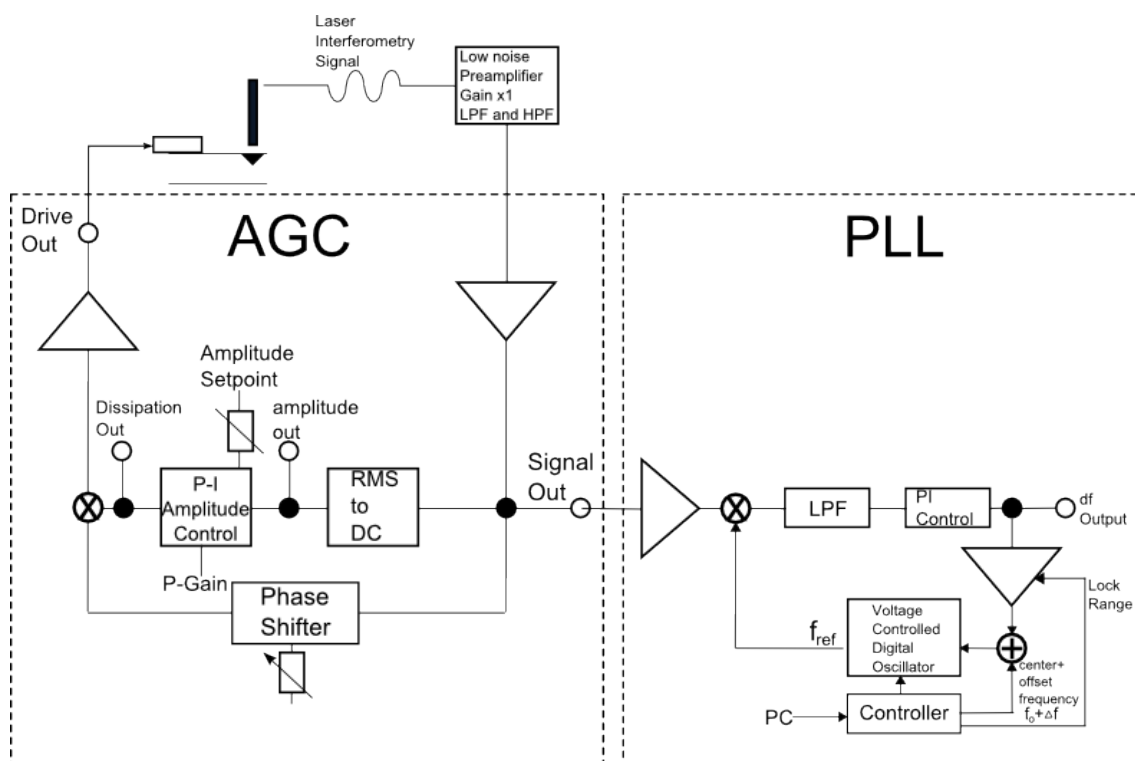 Laser
Interferometry
Signal
Low noise
Preamplifier
Gain x1
LPF and HPF
Drive
Out
AGC
PLL
Amplitude
Setpoint
Dissipation
Out
amplitude
out
P-I
Amplitude
Control
RMS
to
DC
Signal
Out
P-Gain
Phase
Shifter
LPF
PI
Control
df
Output
Lock
Range
Voltage
Controlled
Digital
Oscillator
fref
center+
offset
frequency
fo+Δf
PC
Controller